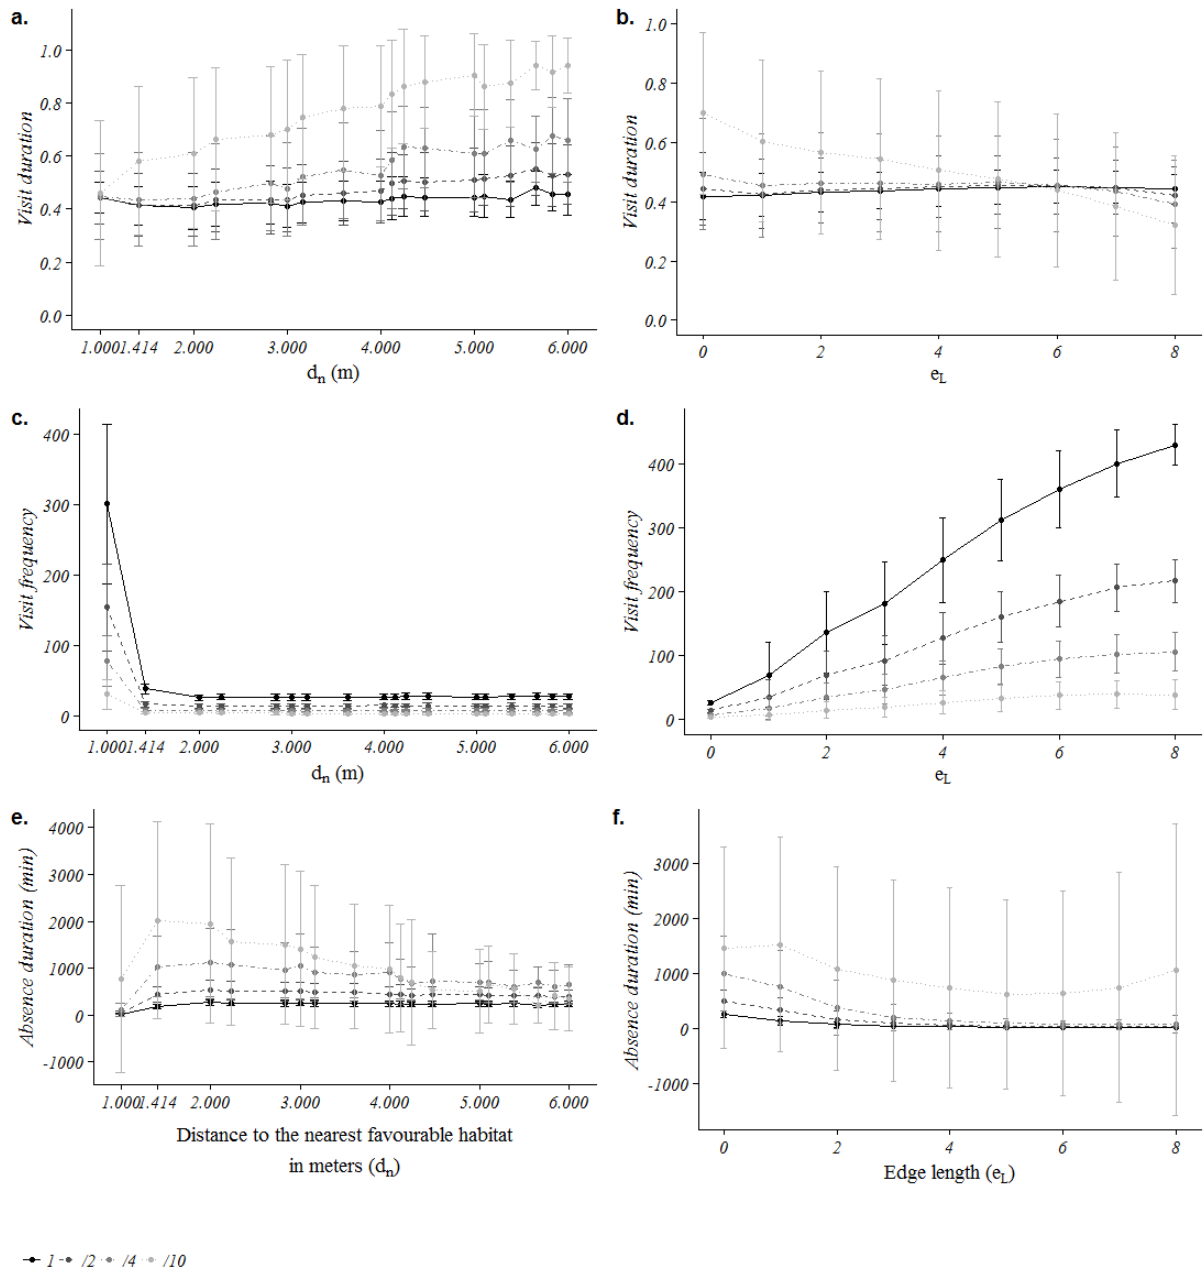 a.
1.0
0.8
0.6
0.4
0.2
0.0
Visit duration
1.000 1.414 2.000 3.000 4.000 5.000 6.000
dn (m)
b.
1.0
0.8
0.6
0.4
0.2
0.0
Visit duration
0 2 4 6 8
eL
c.
400
300
200
100
0
Visit frequency
1.000 1.414 2.000 3.000 4.000 5.000 6.000
dn (m)
d.
400
300
200
100
0
Visit frequency
0 2 4 6 8
eL
e.
4000
3000
2000
1000
0
-1000
Absence duration (min)
1.000 1.414 2.000 3.000 4.000 5.000 6.000
Distance to the nearest favourable habitat
in meters (dn)
f.
3000
2000
1000
0
-1000
Absence duration (min)
0 2 4 6 8
Edge length (eL)
1 /2 /4 /10